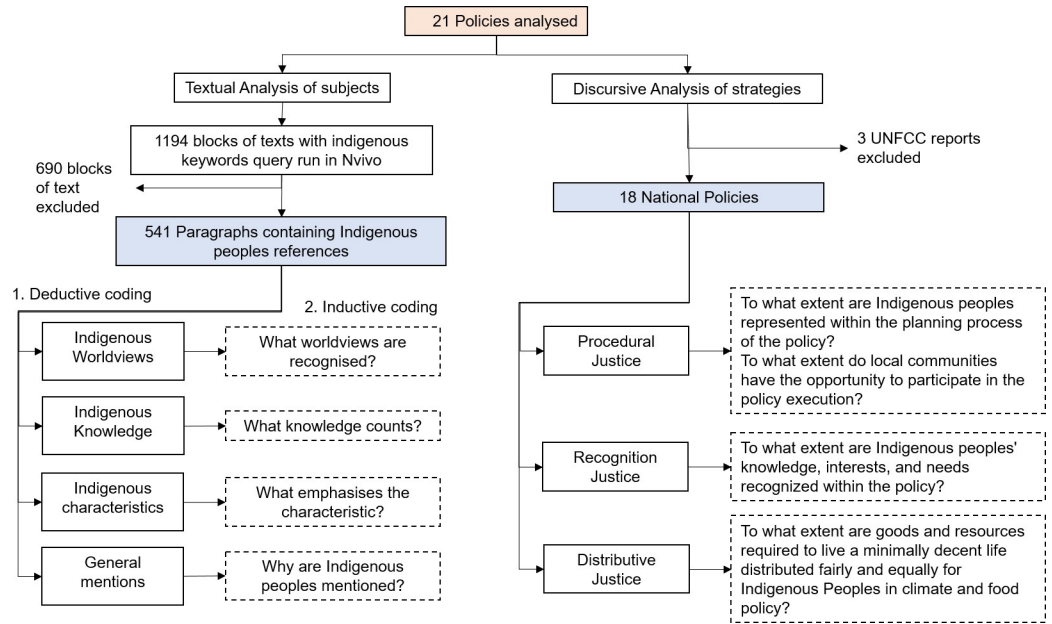 21 Policies analysed
Textual Analysis of subjects
1194 blocks of texts with indigenous
keywords query run in Nvivo
690 blocks
of text
excluded
541 Paragraphs containing Indigenous
peoples references
1. Deductive coding
2. Inductive coding
Indigenous
Worldviews
What worldviews are
recognised?
Indigenous
Knowledge
What knowledge counts?
Indigenous
characteristics
What emphasises the
characteristic?
General
mentions
Why are Indigenous
peoples mentioned?
Discursive Analysis of strategies
3 UNFCC reports
excluded
18 National Policies
Procedural
Justice
To what extent are Indigenous peoples
represented within the planning process
of the policy?
To what extent do local communities
have the opportunity to participate in the
policy execution?
Recognition
Justice
To what extent are Indigenous peoples'
knowledge, interests, and needs
recognized within the policy?
Distributive
Justice
To what extent are goods and resources
required to live a minimally decent life
distributed fairly and equally for
Indigenous Peoples in climate and food
policy?